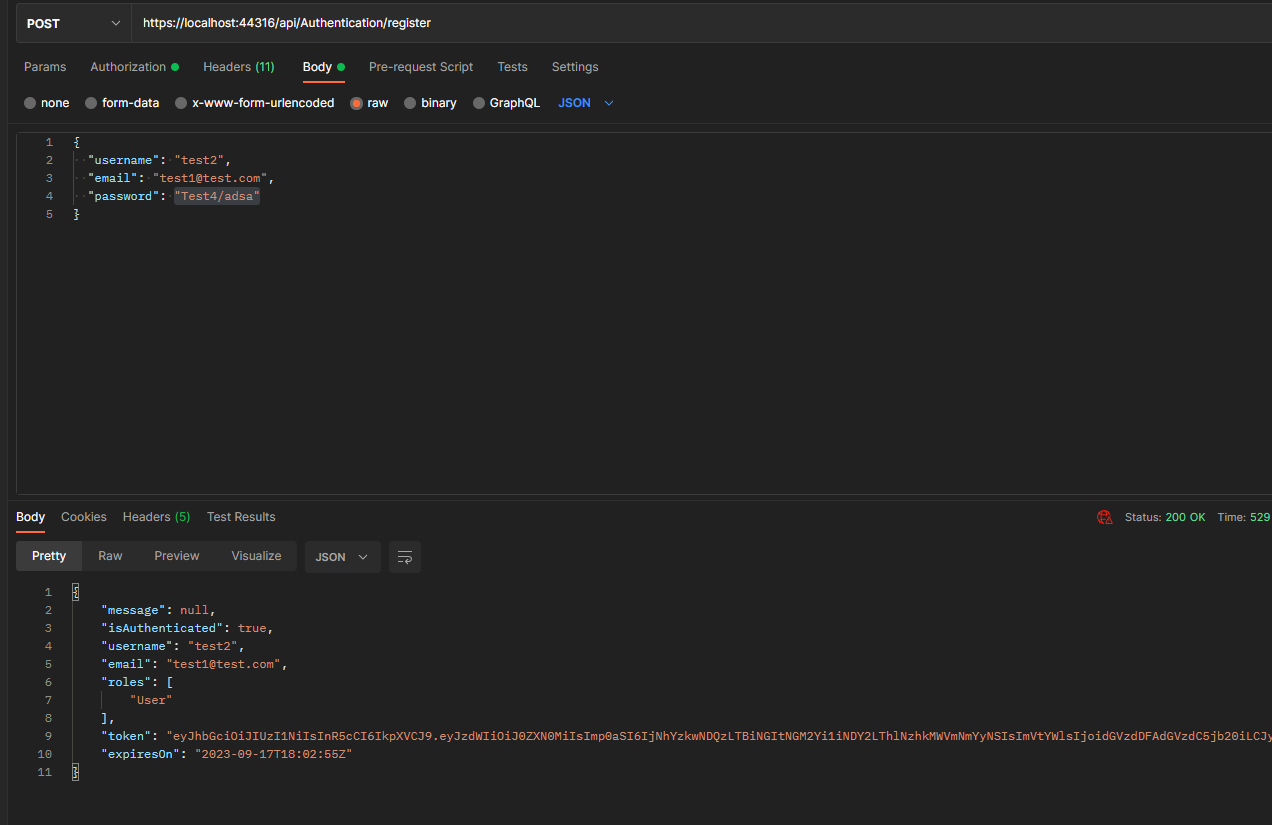 POST https://localhost:44316/api/Authentication/register
Params Authorization Headers (11) Body Pre-request Script Tests Settings
none form-data x-www-form-urlencoded raw binary GraphQL JSON
1 {
2 "username": "test2",
3 "email": "test1@test.com",
4 "password": "Test4/adsa"
5 }
Body Cookies Headers (5) Test Results Status: 200 OK Time: 529
Pretty Raw Preview Visualize JSON
1 {
2 "message": null,
3 "isAuthenticated": true,
4 "username": "test2",
5 "email": "test1@test.com",
6 "roles": [
7 "User"
8 ],
9 "token": "eyJhbGciOiJIUzI1NiIsInR5cCI6IkpXVCJ9.eyJzdWIiOiJ0ZXN0MiIsImp0aSI6IjNhYzkwNDQzLTBiNGItNGM2Yi1iNDY2LThlNzhkMWVmNmYyNSIsImVtYWlsIjoidGVzdDFAdGVzdC5jb20iLCJy
10 "expiresOn": "2023-09-17T18:02:55Z"
11 }